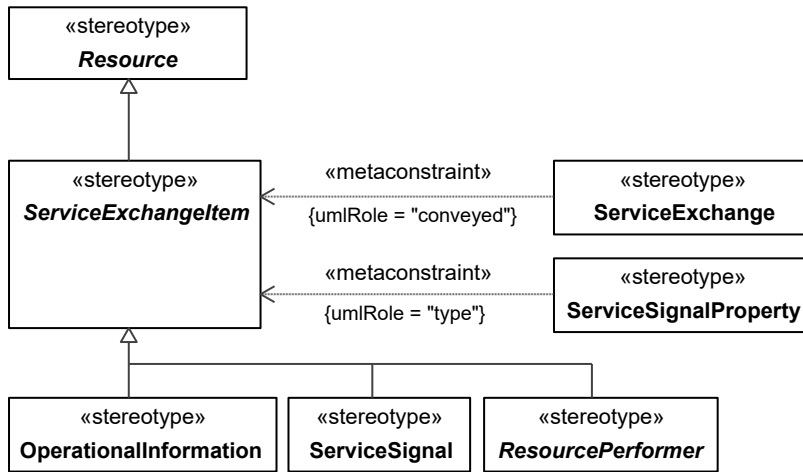 «stereotype»
Resource
«stereotype»
ServiceExchangeItem
«metaconstraint»
{umlRole = "conveyed"}
«stereotype»
ServiceExchange
«metaconstraint»
{umlRole = "type"}
«stereotype»
ServiceSignalProperty
«stereotype»
OperationalInformation
«stereotype»
ServiceSignal
«stereotype»
ResourcePerformer